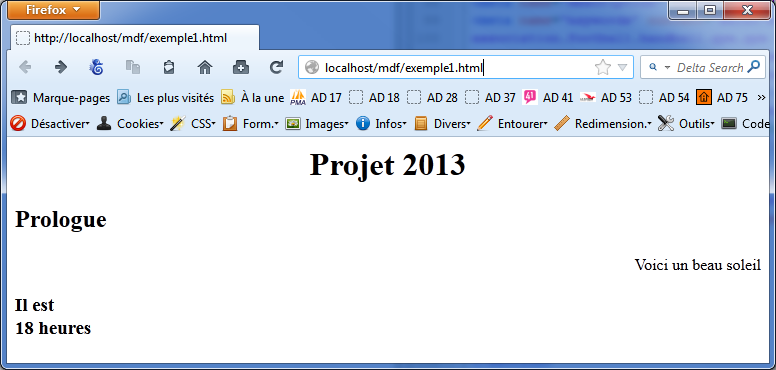 Firefox
http://localhost/mdf/exemple1.html
localhost/mdf/exemple1.html
Delta Search
Marque-pages Les plus visités À la une PMA AD 17 AD 18 AD 28 AD 37 41 AD 41 AD 53 AD 54 AD 75 »
Désactiver Cookies CSS Form. Images Infos Divers Entourer Redimension. Outils Code
Projet 2013
Prologue
Voici un beau soleil
Il est
18 heures